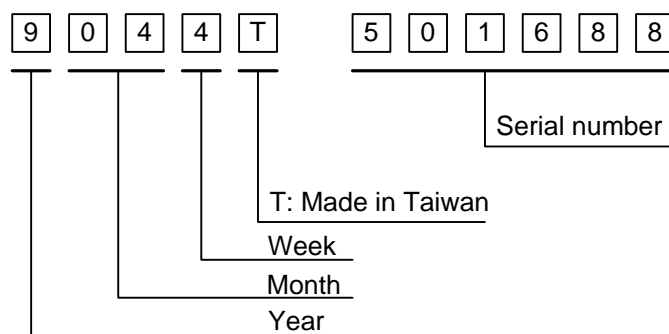 9 0 4 4 T 5 0 1 6 8 8
Serial number
T: Made in Taiwan
Week
Month
Year